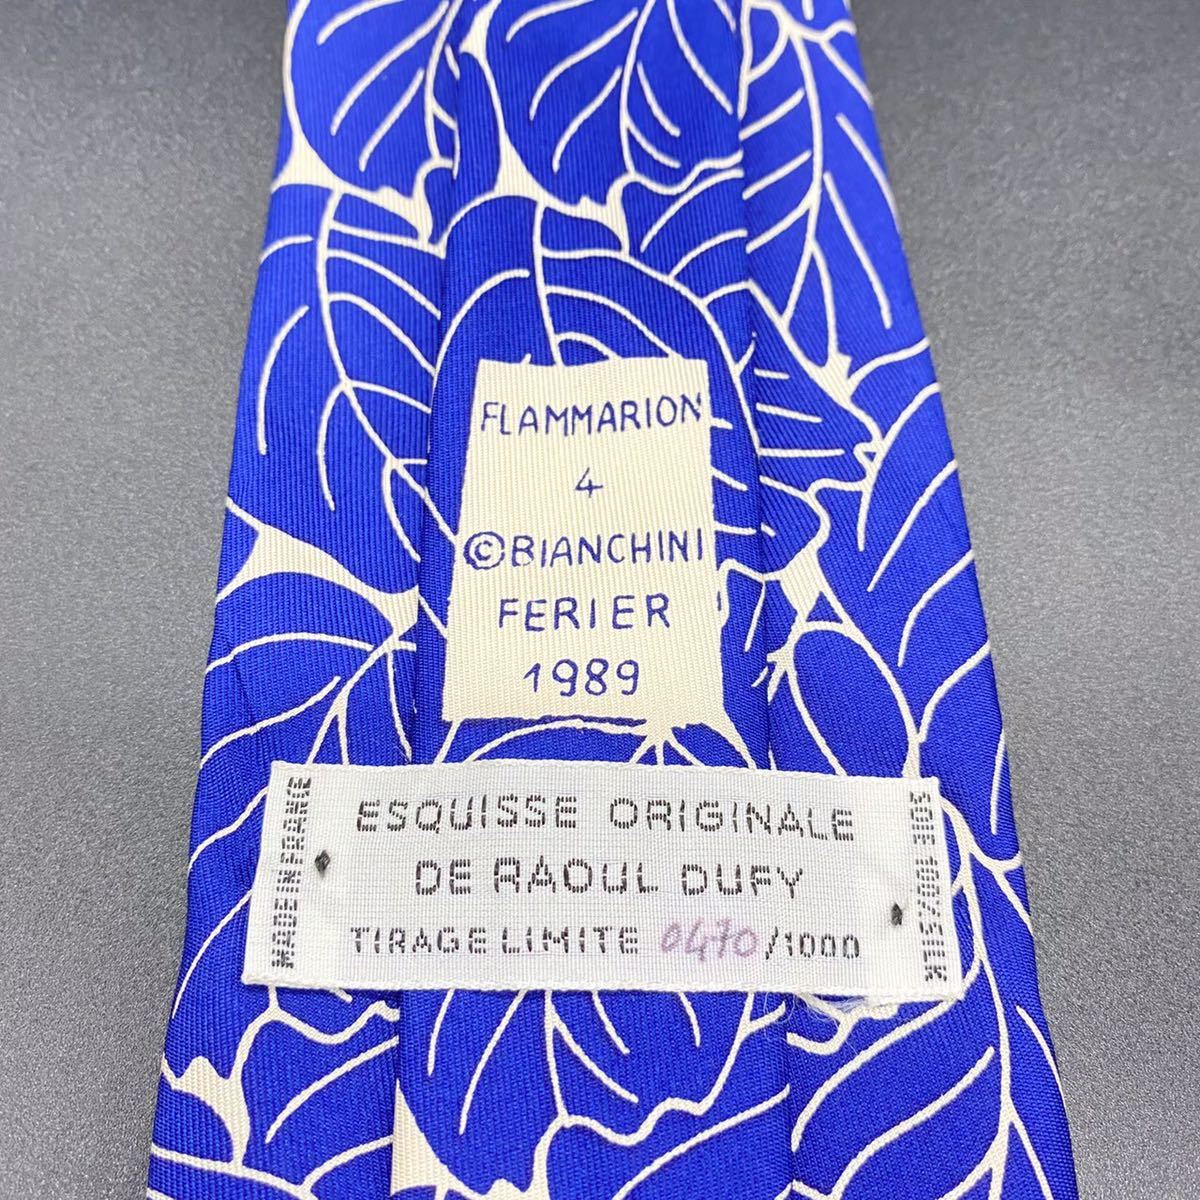 FLAMMARION
4
©BIANCHINI
FERIER
1989
MADE IN FRANCE
ESQUISSE ORIGINALE
DE RAOUL DUFY
TIRAGE LIMITE 0470/1000
SOIE 100% SILK